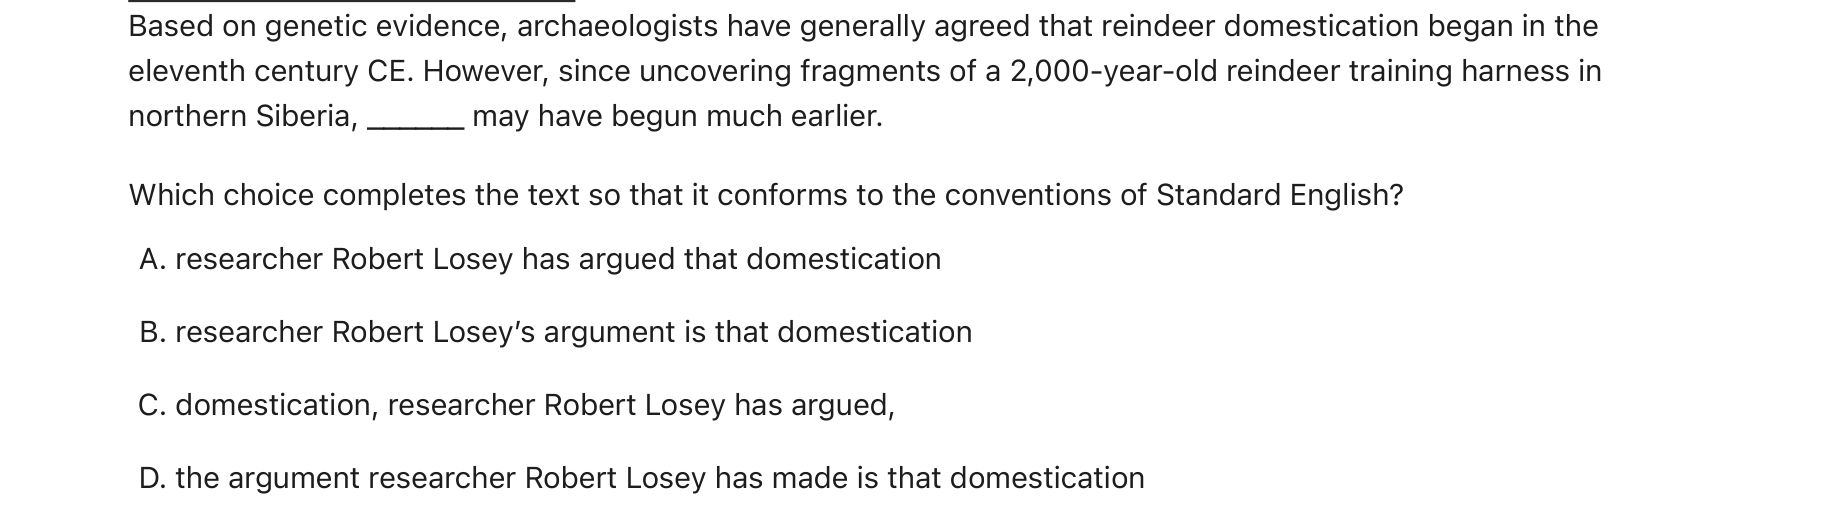 Based on genetic evidence, archaeologists have generally agreed that reindeer domestication began in the
eleventh century CE. However, since uncovering fragments of a 2,000-year-old reindeer training harness in
northern Siberia, ______ may have begun much earlier.
Which choice completes the text so that it conforms to the conventions of Standard English?
A. researcher Robert Losey has argued that domestication
B. researcher Robert Losey’s argument is that domestication
C. domestication, researcher Robert Losey has argued,
D. the argument researcher Robert Losey has made is that domestication